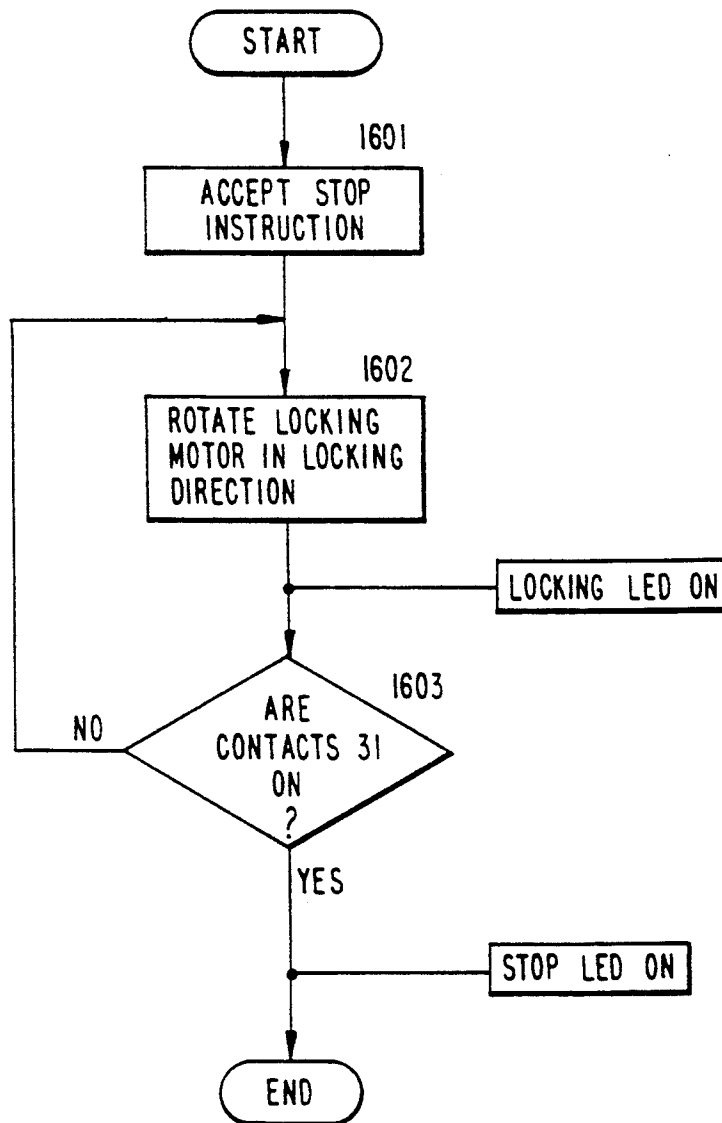 START
1601
ACCEPT STOP
INSTRUCTION
1602
ROTATE LOCKING
MOTOR IN LOCKING
DIRECTION
LOCKING LED ON
1603
ARE
CONTACTS 31
ON
?
NO
YES
STOP LED ON
END